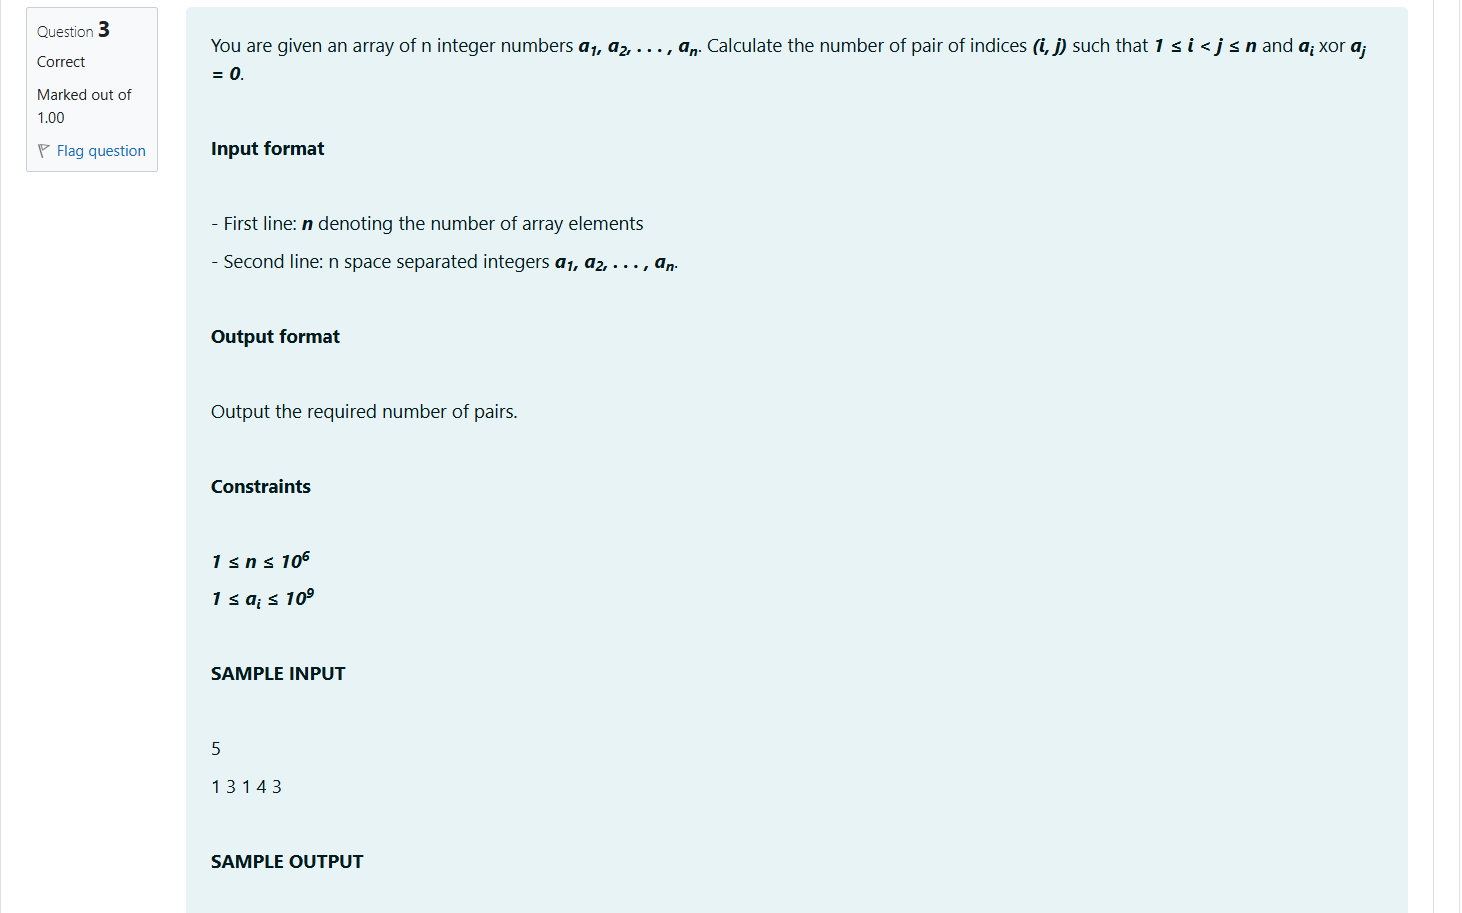 Question 3
Correct
Marked out of
1.00
Flag question
You are given an array of n integer numbers a₁, a₂, . . . , aₙ. Calculate the number of pair of indices (i, j) such that 1 ≤ i < j ≤ n and aᵢ xor aⱼ
= 0.
Input format
- First line: n denoting the number of array elements
- Second line: n space separated integers a₁, a₂, . . . , aₙ.
Output format
Output the required number of pairs.
Constraints
1 ≤ n ≤ 10⁶
1 ≤ aᵢ ≤ 10⁹
SAMPLE INPUT
5
1 3 1 4 3
SAMPLE OUTPUT